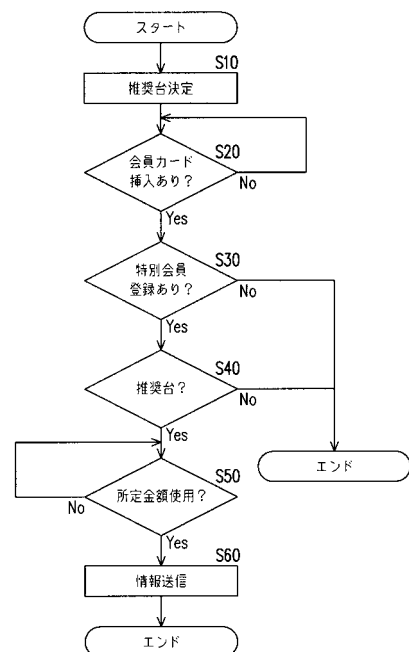 スタート
S10
推奨台決定
S20
会員カード
挿入あり？
No
Yes
S30
特別会員
登録あり？
No
Yes
S40
推奨台？
No
Yes
エンド
S50
所定金額使用？
No
Yes
S60
情報送信
エンド